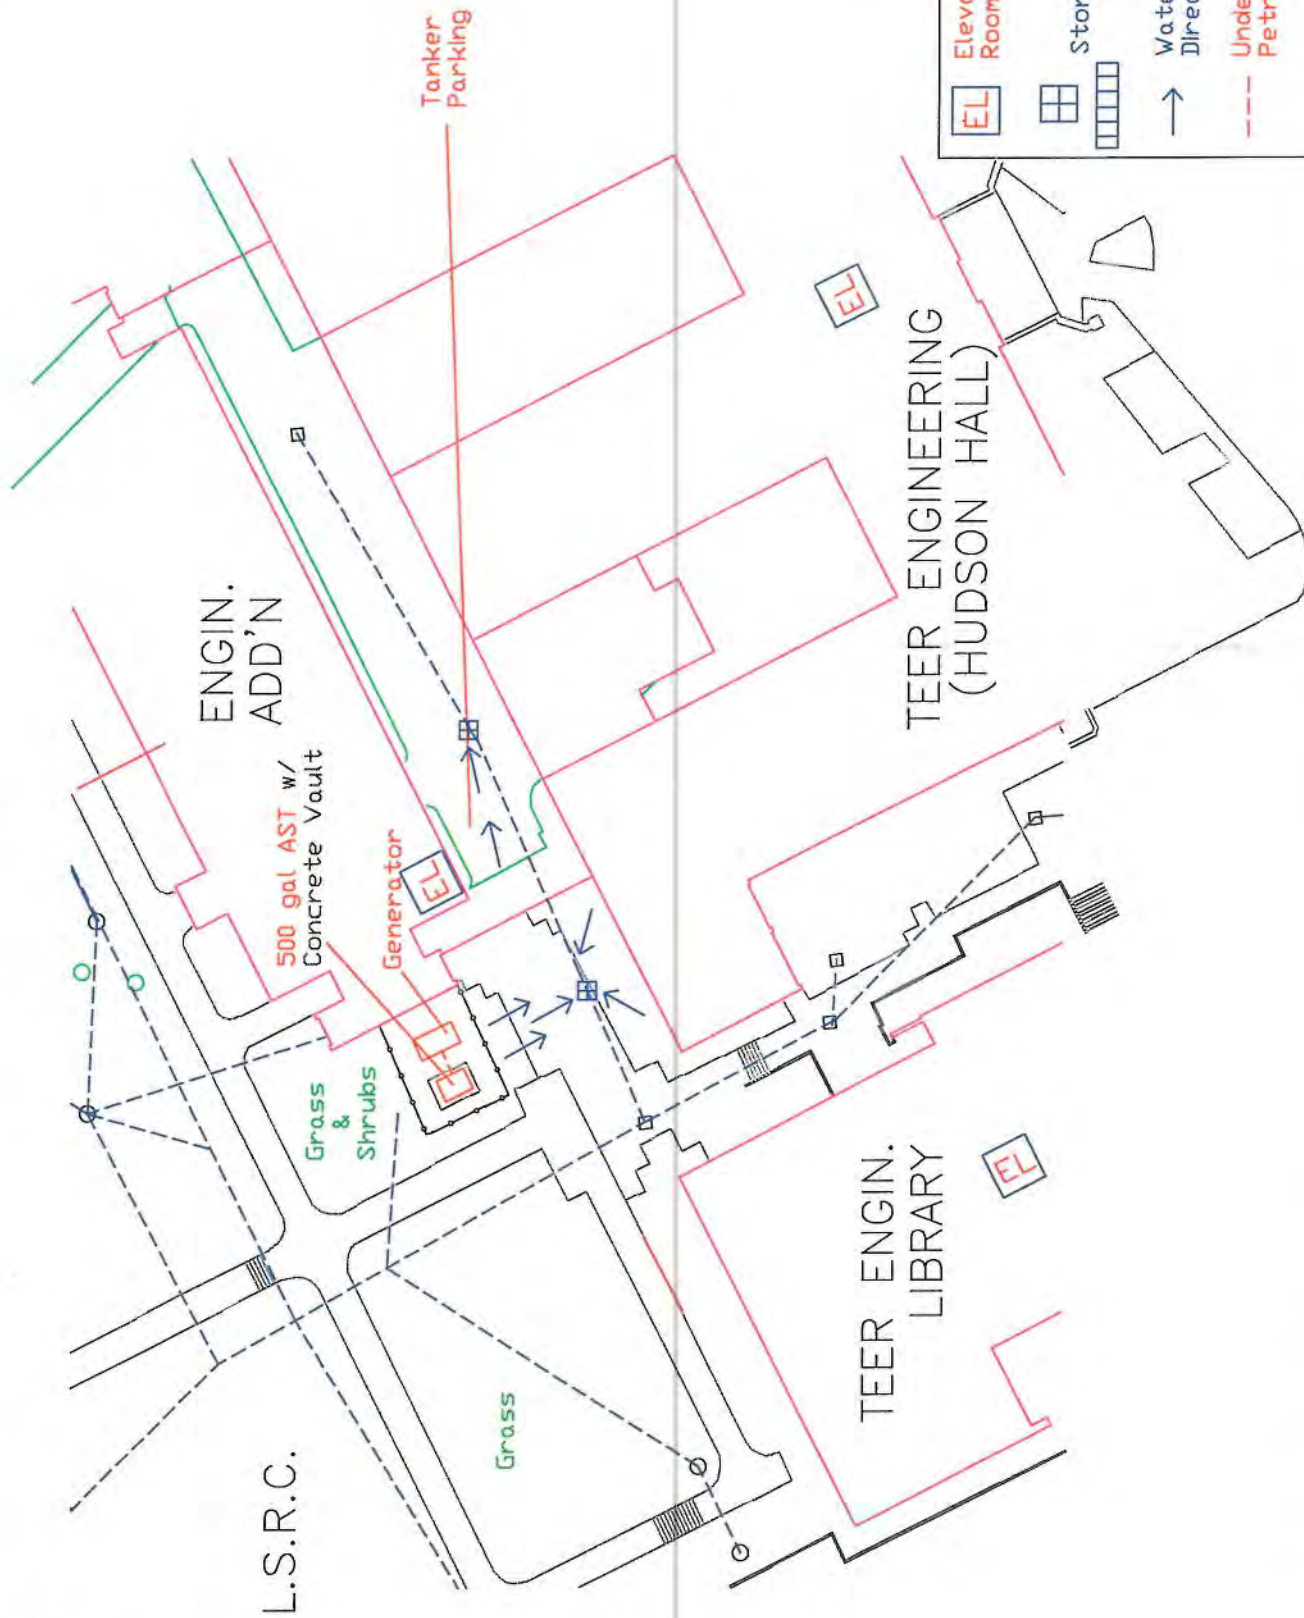 Tanker
Parking
ENGIN.
ADD'N
500 gal AST w/
Concrete Vault
Generator
EL
Grass
&
Shrubs
Grass
L.S.R.C.
EL
TEER ENGINEERING
(HUDSON HALL)
TEER ENGIN.
LIBRARY
EL
EL